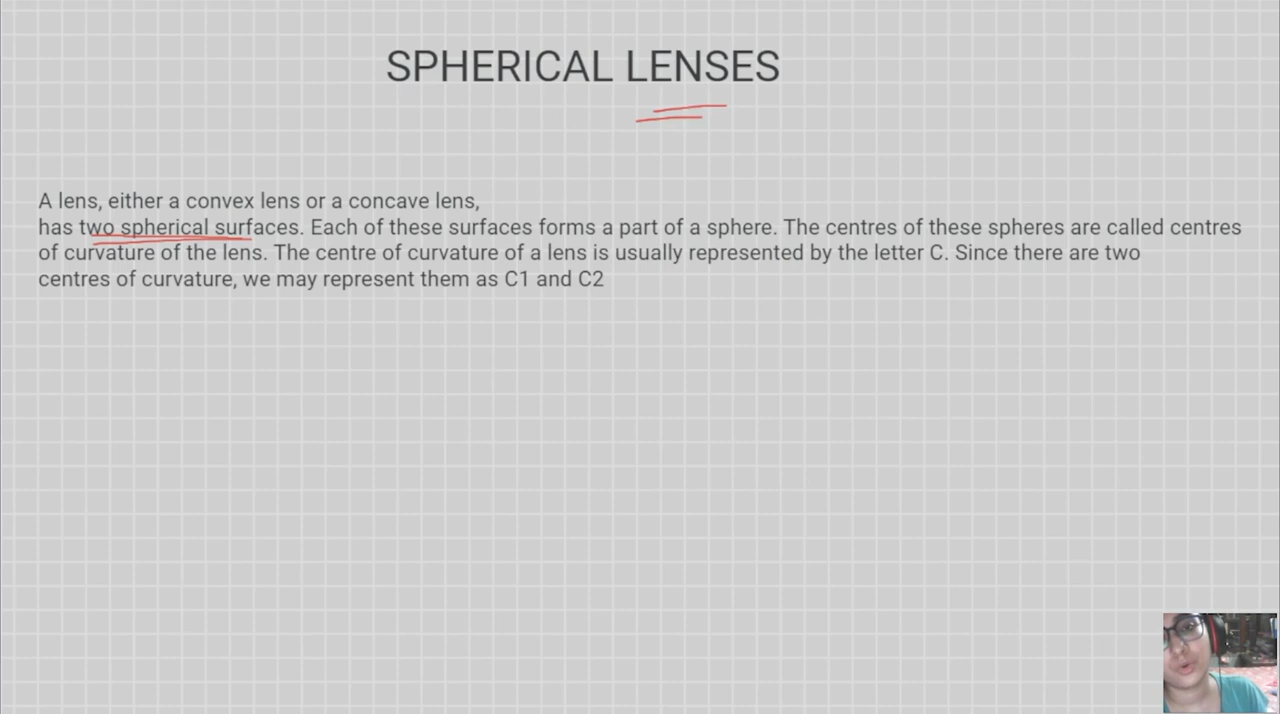 SPHERICAL LENSES
A lens, either a convex lens or a concave lens,
has two spherical surfaces. Each of these surfaces forms a part of a sphere. The centres of these spheres are called centres
of curvature of the lens. The centre of curvature of a lens is usually represented by the letter C. Since there are two
centres of curvature, we may represent them as C1 and C2